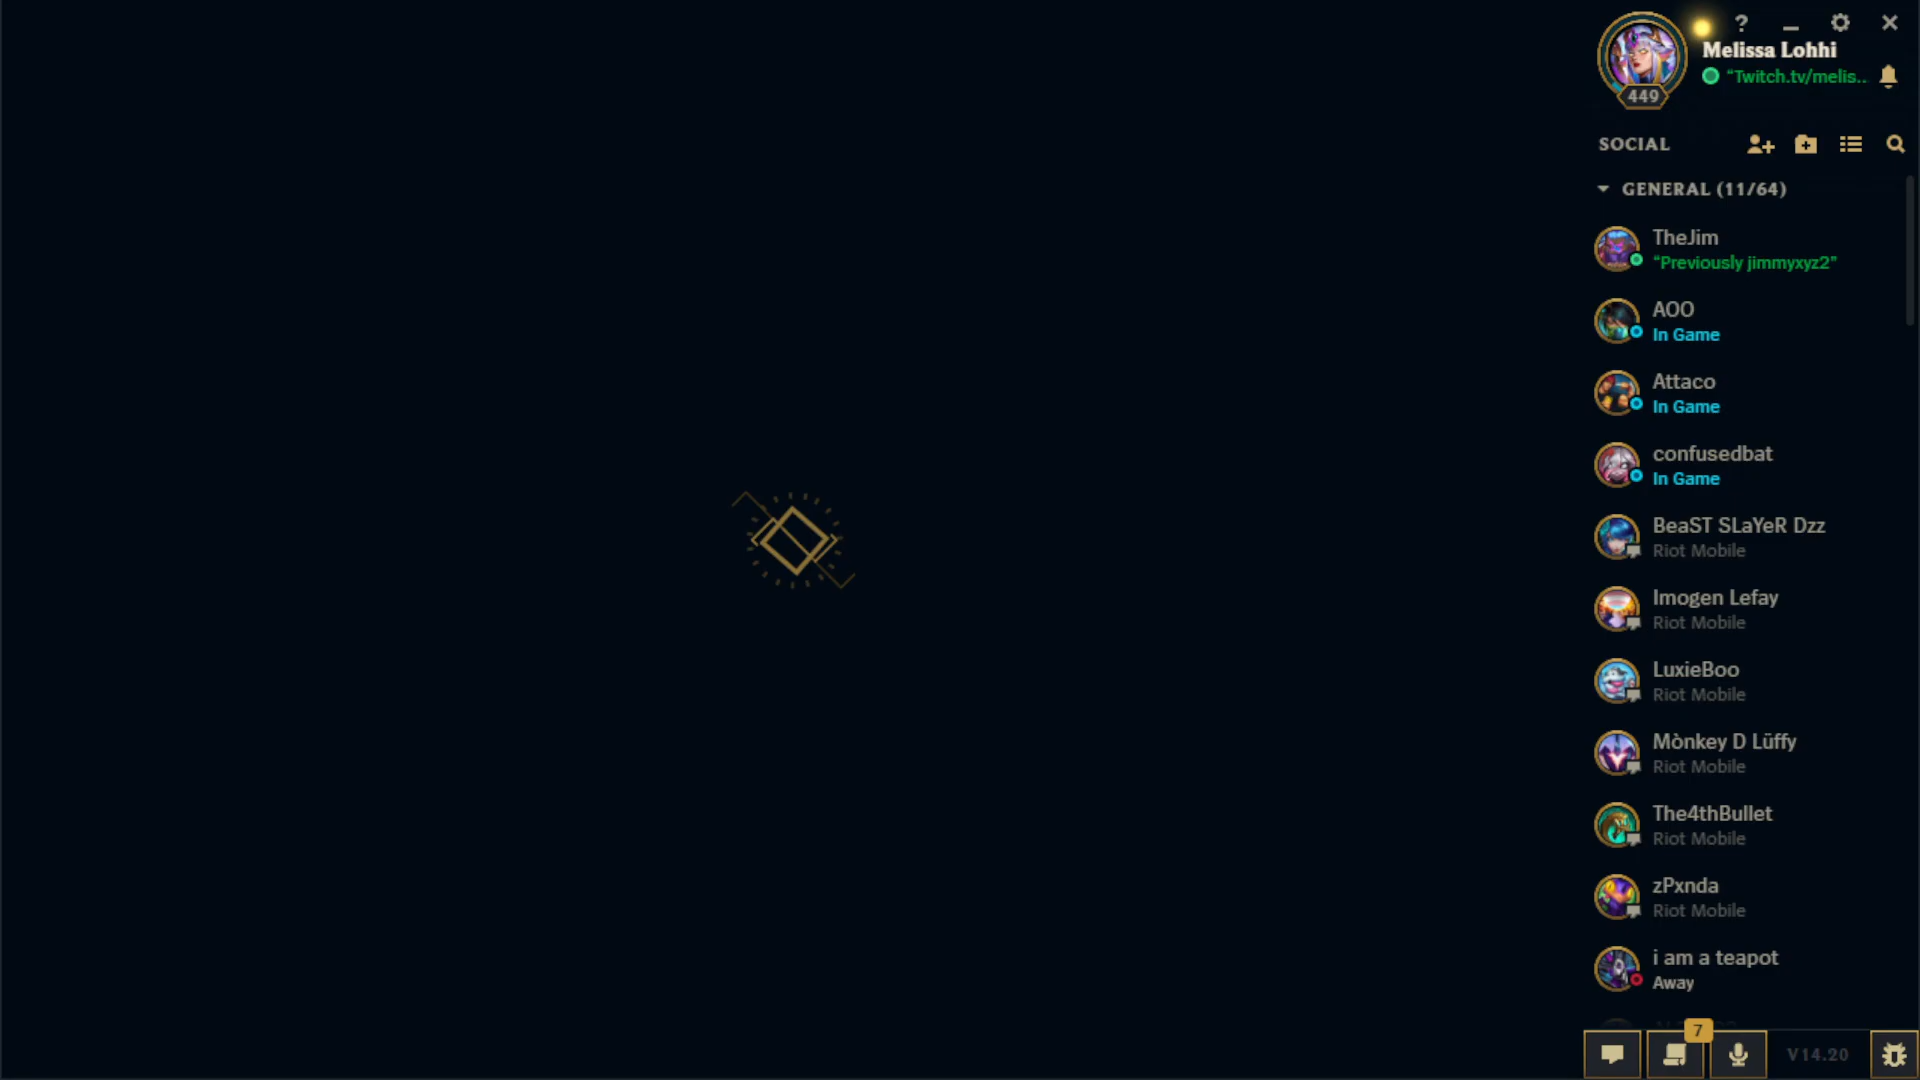 ?
Melissa Lohhi
"Twitch.tv/melis..
449
SOCIAL
GENERAL (11/64)
TheJim
"Previously jimmyxyz2"
AOO
In Game
Attaco
In Game
confusedbat
In Game
BeaST SLaYeR Dzz
Riot Mobile
Imogen Lefay
Riot Mobile
LuxieBoo
Riot Mobile
Mònkey D Lüffy
Riot Mobile
The4thBullet
Riot Mobile
zPxnda
Riot Mobile
i am a teapot
Away
7
V14.20